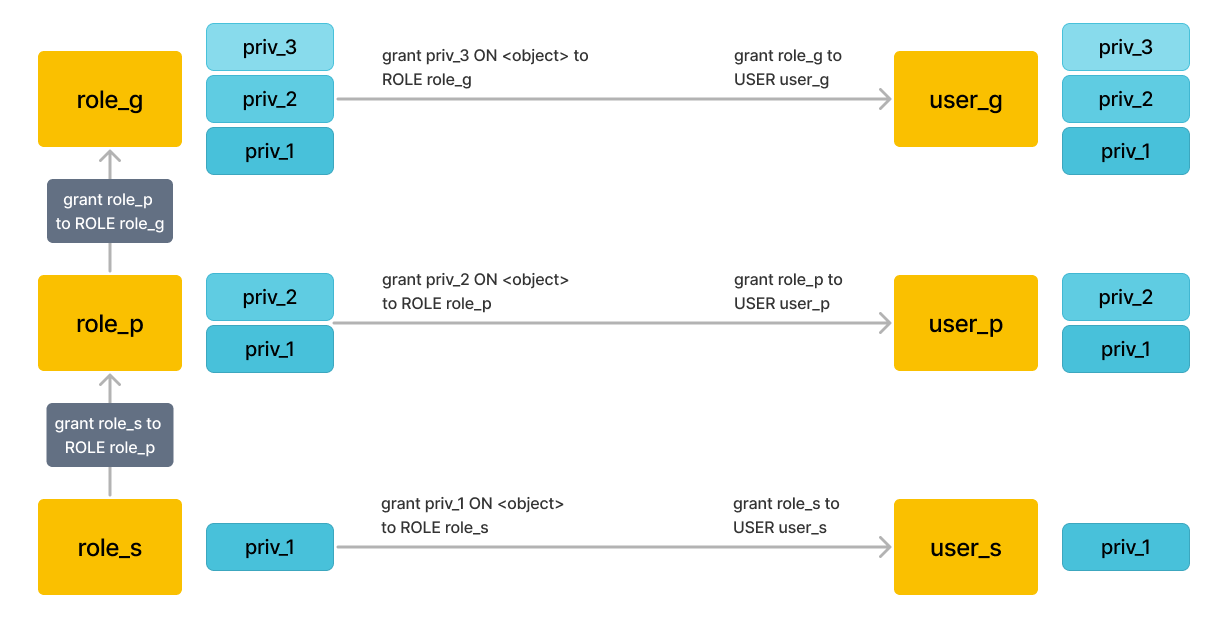 role_g
priv_3
priv_2
priv_1
grant priv_3 ON <object> to
ROLE role_g
grant role_g to
USER user_g
user_g
priv_3
priv_2
priv_1
grant role_p
to ROLE role_g
role_p
priv_2
priv_1
grant priv_2 ON <object>
to ROLE role_p
grant role_p to
USER user_p
user_p
priv_2
priv_1
grant role_s to
ROLE role_p
role_s
priv_1
grant priv_1 ON <object>
to ROLE role_s
grant role_s to
USER user_s
user_s
priv_1